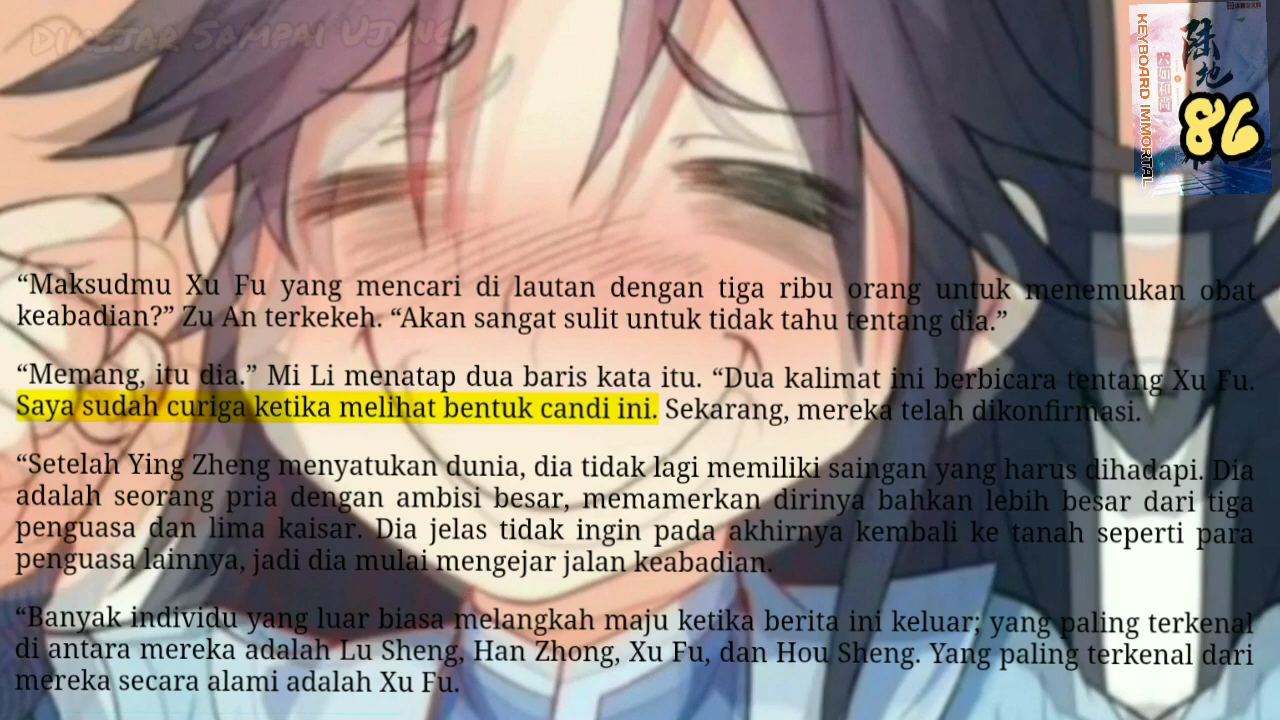 Dikejar Sampai Ujung
KEYBOARD IMMORTAL
陆地
86
“Maksudmu Xu Fu yang mencari di lautan dengan tiga ribu orang untuk menemukan obat
keabadian?” Zu An terkekeh. “Akan sangat sulit untuk tidak tahu tentang dia.”
“Memang, itu dia.” Mi Li menatap dua baris kata itu. “Dua kalimat ini berbicara tentang Xu Fu.
Saya sudah curiga ketika melihat bentuk candi ini. Sekarang, mereka telah dikonfirmasi.
“Setelah Ying Zheng menyatukan dunia, dia tidak lagi memiliki saingan yang harus dihadapi. Dia
adalah seorang pria dengan ambisi besar, memamerkan dirinya bahkan lebih besar dari tiga
penguasa dan lima kaisar. Dia jelas tidak ingin pada akhirnya kembali ke tanah seperti para
penguasa lainnya, jadi dia mulai mengejar jalan keabadian.
“Banyak individu yang luar biasa melangkah maju ketika berita ini keluar; yang paling terkenal
di antara mereka adalah Lu Sheng, Han Zhong, Xu Fu, dan Hou Sheng. Yang paling terkenal dari
mereka secara alami adalah Xu Fu.